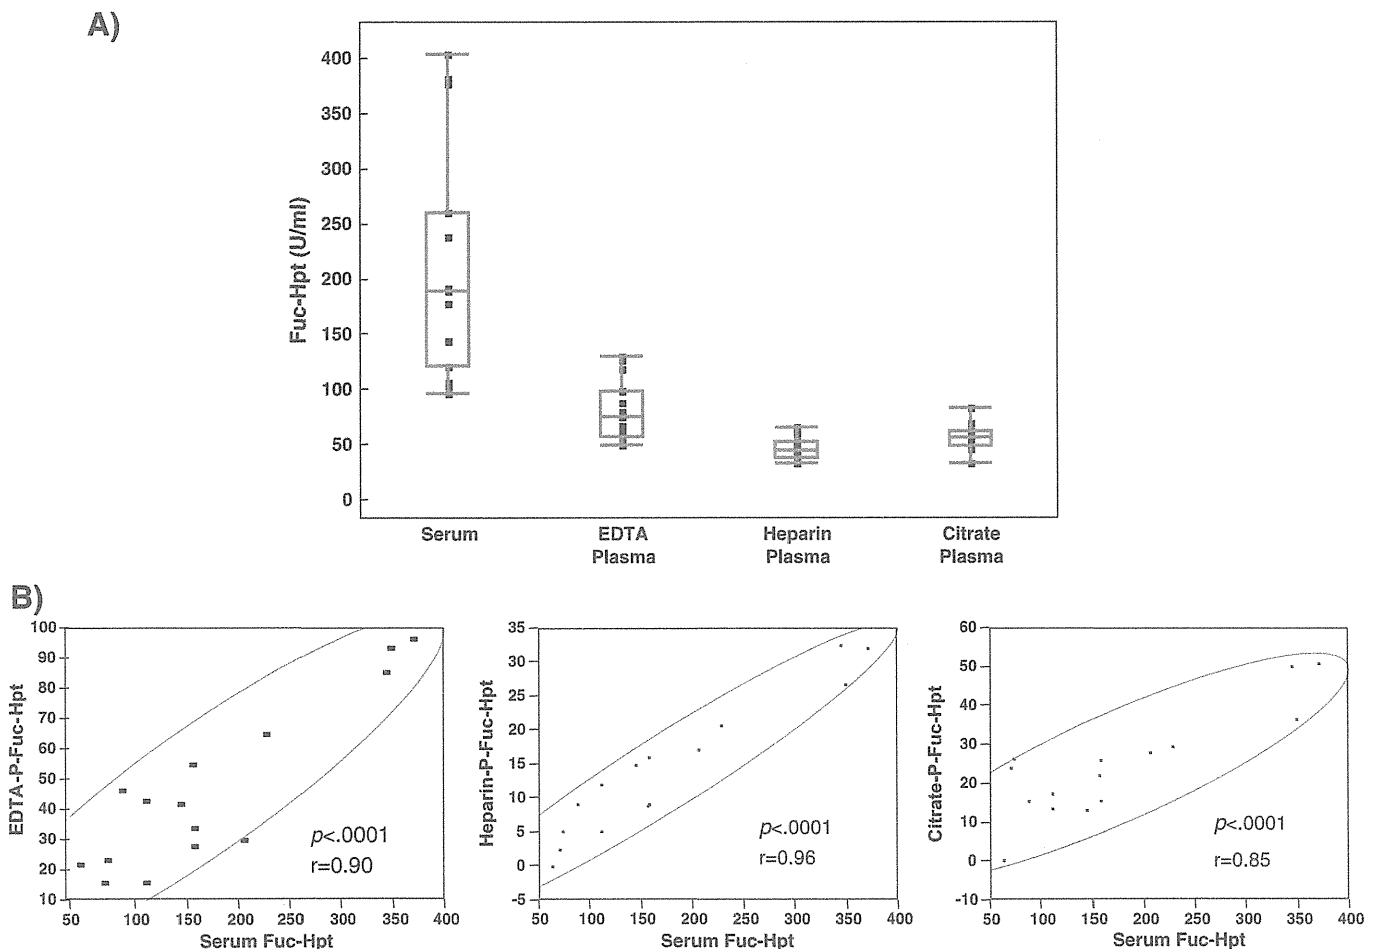 A)
Fuc-Hpt (U/ml)
400
350
300
250
200
150
100
50
0
Serum
EDTA
Plasma
Heparin
Plasma
Citrate
Plasma
B)
EDTA-P-Fuc-Hpt
100
90
80
70
60
50
40
30
20
10
p<.0001
r=0.90
50 100 150 200 250 300 350 400
Serum Fuc-Hpt
Heparin-P-Fuc-Hpt
35
30
25
20
15
10
5
0
-5
p<.0001
r=0.96
50 100 150 200 250 300 350 400
Serum Fuc-Hpt
Citrate-P-Fuc-Hpt
60
50
40
30
20
10
0
-10
p<.0001
r=0.85
50 100 150 200 250 300 350 400
Serum Fuc-Hpt